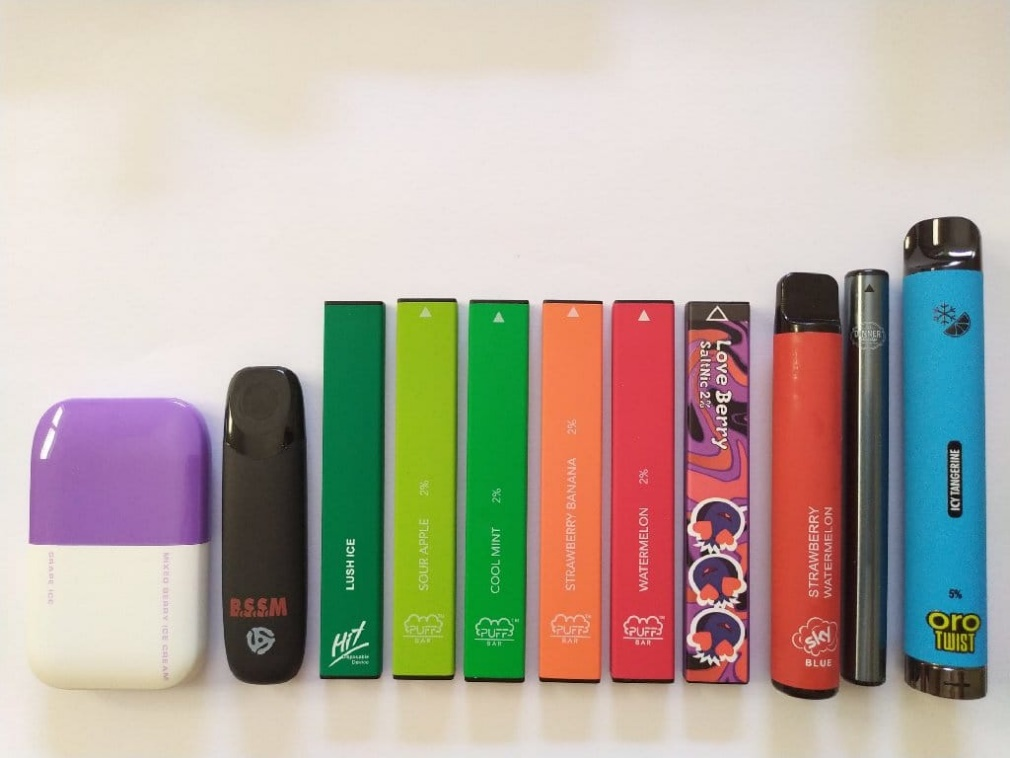 GRAPE ICE
MIXED BERRY ICE CREAM
B.S.S.M
LUSH ICE
Hit
Disposable
Device
SOUR APPLE 2%
PUFF
BAR
COOL MINT 2%
PUFF
BAR
STRAWBERRY BANANA 2%
PUFF
BAR
WATERMELON 2%
PUFF
BAR
Love Berry
SaltNic 2%
STRAWBERRY
WATERMELON
sky
BLUE
ICY TANGERINE
5%
ORO
TWIST